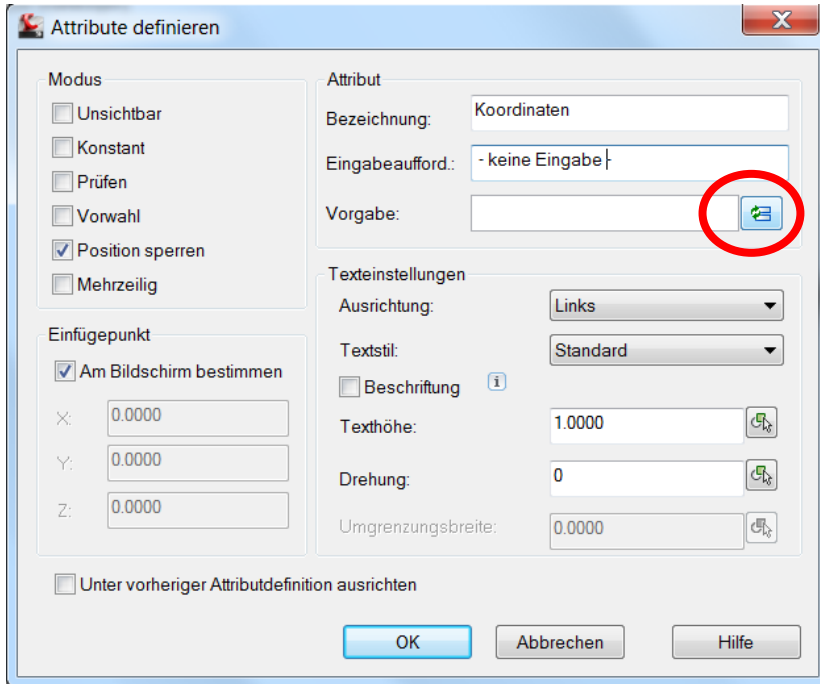 Attribute definieren
Modus
Unsichtbar
Konstant
Prüfen
Vorwahl
Position sperren
Mehrzeilig
Attribut
Bezeichnung: Koordinaten
Eingabeaufford.: - keine Eingabe -
Vorgabe:
Einfügepunkt
Am Bildschirm bestimmen
X: 0.0000
Y: 0.0000
Z: 0.0000
Texteinstellungen
Ausrichtung: Links
Textstil: Standard
Beschriftung i
Texthöhe: 1.0000
Drehung: 0
Umgrenzungsbreite: 0.0000
Unter vorheriger Attributdefinition ausrichten
OK Abbrechen Hilfe